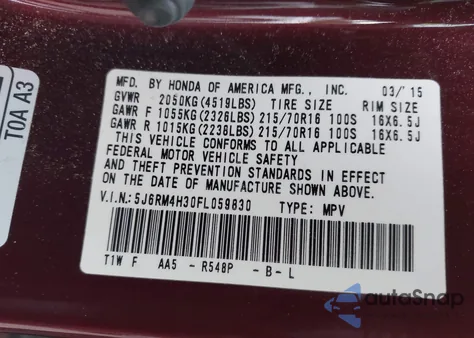 TOA A3
MFD. BY HONDA OF AMERICA MFG., INC. 03/15
GVWR 2050KG(4519LBS) TIRE SIZE RIM SIZE
GAWR F 1055KG(2326LBS) 215/70R16 100S 16X6.5J
GAWR R 1015KG(2238LBS) 215/70R16 100S 16X6.5J
THIS VEHICLE CONFORMS TO ALL APPLICABLE
FEDERAL MOTOR VEHICLE SAFETY
AND THEFT PREVENTION STANDARDS IN EFFECT
ON THE DATE OF MANUFACTURE SHOWN ABOVE.
V.I.N.: 5J6RM4H30FL059830 TYPE: MPV
T1W F AA5 - R548P - B - L
autoSnap